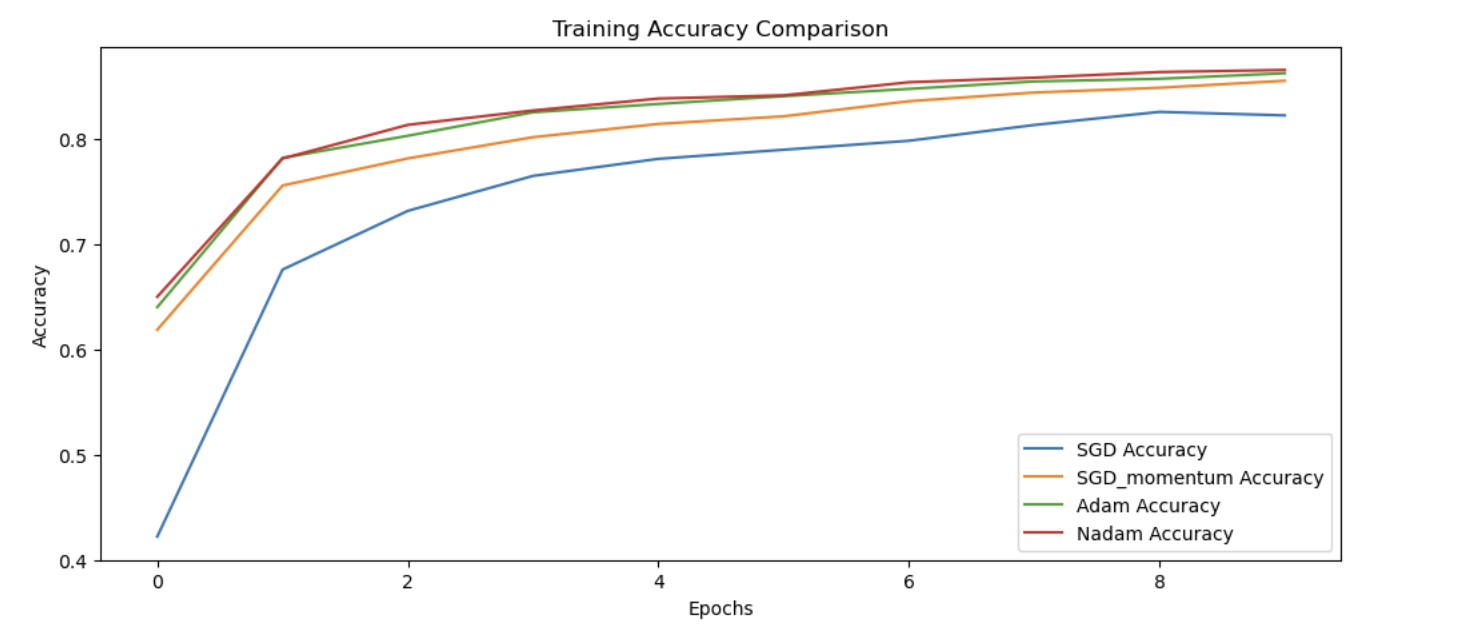 Training Accuracy Comparison
Accuracy
0.8
0.7
0.6
0.5
0.4
0 2 4 6 8
Epochs
SGD Accuracy
SGD_momentum Accuracy
Adam Accuracy
Nadam Accuracy